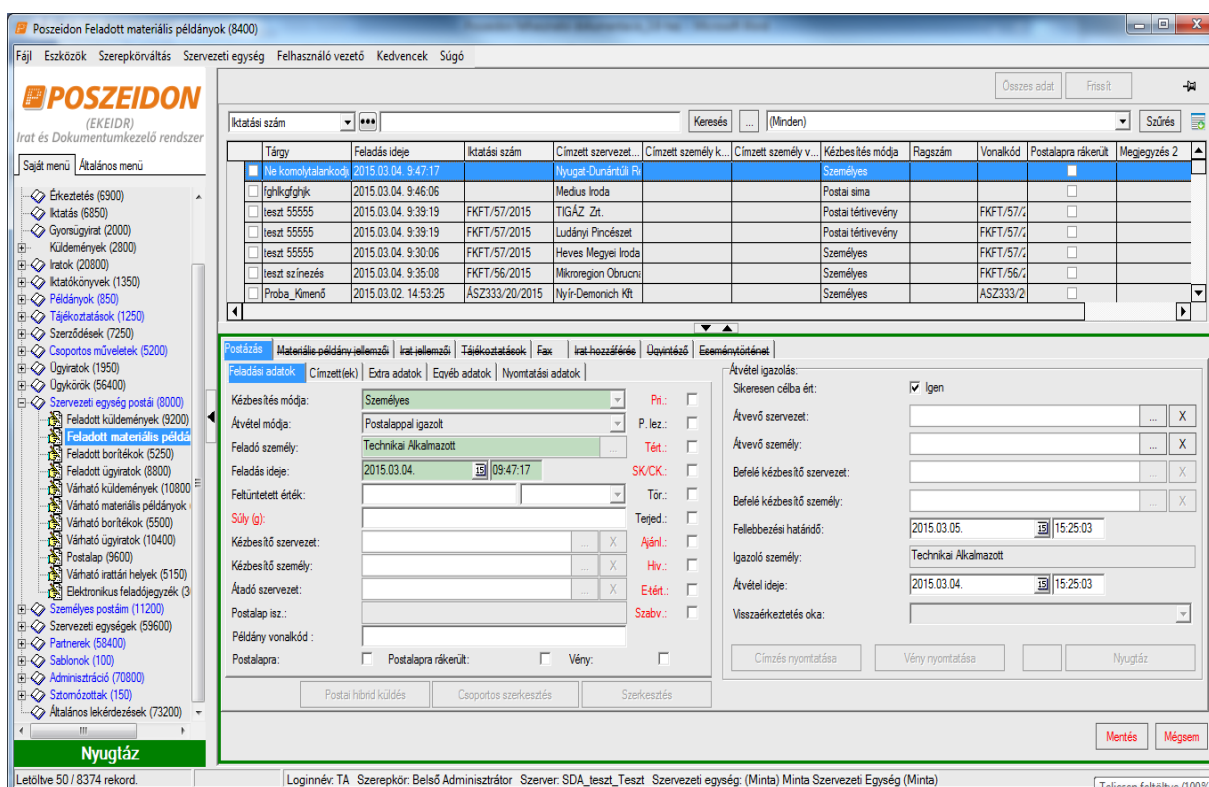 Poszeidon Feladott materiális példányok (8400)
Fájl Eszközök Szerepkörváltás Szervezeti egység Felhasználó vezető Kedvencek Súgó
POSZEIDON
(EKEIDR)
Irat és Dokumentumkezelő rendszer
Saját menü Általános menü
Érkeztetés (6900)
Iktatás (6850)
Gyorsügyirat (2000)
Küldemények (2800)
Iratok (20800)
Iktatókönyvek (1350)
Példányok (850)
Tájékoztatások (1250)
Szerződések (7250)
Csoportos műveletek (5200)
Ügyiratok (1950)
Ügykörök (56400)
Szervezeti egység postái (8000)
Feladott küldemények (9200)
Feladott materiális példá
Feladott borítékok (5250)
Feladott ügyiratok (8800)
Várható küldemények (10800
Várható materiális példányok (
Várható borítékok (5500)
Várható ügyiratok (10400)
Postalap (9600)
Várható irattári helyek (5150)
Elektronikus feladójegyzék (3
Személyes postáim (11200)
Szervezeti egységek (59600)
Partnerek (58400)
Sablonok (100)
Adminisztráció (70800)
Sztornózottak (150)
Általános lekérdezések (73200)
Nyugtáz
Összes adat Frissít
Iktatási szám ••• Keresés ... (Minden) Szűrés
Tárgy Feladás ideje Iktatási szám Címzett szervezet... Címzett személy k... Címzett személy v... Kézbesítés módja Ragszám Vonalkód Postalapra rákerült Megjegyzés 2
Ne komolytalankodj 2015.03.04. 9:47:17 Nyugat-Dunántúli Re Személyes
fghlkgfghjk 2015.03.04. 9:46:06 Medius Iroda Postai sima
teszt 55555 2015.03.04. 9:39:19 FKFT/57/2015 TIGÁZ Zrt. Postai tértivevény FKFT/57/2
teszt 55555 2015.03.04. 9:39:19 FKFT/57/2015 Ludányi Pincészet Postai tértivevény FKFT/57/2
teszt 55555 2015.03.04. 9:30:06 FKFT/57/2015 Heves Megyei Iroda Személyes FKFT/57/2
teszt színezés 2015.03.04. 9:35:08 FKFT/56/2015 Mikroregion Obrucna Személyes FKFT/56/2
Proba_Kimenő 2015.03.02. 14:53:25 ÁSZ333/20/2015 Nyír-Demonich Kft Személyes ÁSZ333/2
Postázás Materiális példány jellemzői Irat jellemzői Tájékoztatások Fax Irat hozzáférés Ügyintéző Eseménytörténet
Feladási adatok Címzett(ek) Extra adatok Egyéb adatok Nyomtatási adatok
Kézbesítés módja: Személyes Pri.:
Átvétel módja: Postalappal igazolt P. lez.:
Feladó személy: Technikai Alkalmazott ... Tért.:
Feladás ideje: 2015.03.04. 15 09:47:17 SK/CK.:
Feltüntetett érték: Tör.:
Súly (g): Terjed.:
Kézbesítő szervezet: ... X Ajánl.:
Kézbesítő személy: ... X Hiv.:
Átadó szervezet: ... X E-tért.:
Postalap isz.: Szabv.:
Példány vonalkód :
Postalapra: Postalapra rákerült: Vény:
Postai hibrid küldés Csoportos szerkesztés Szerkesztés
Átvétel igazolás:
Sikeresen célba ért: Igen
Átvevő szervezet: ... X
Átvevő személy: ... X
Befelé kézbesítő szervezet: ... X
Befelé kézbesítő személy: ... X
Fellebbezési határidő: 2015.03.05. 15 15:25:03
Igazoló személy: Technikai Alkalmazott
Átvétel ideje: 2015.03.04. 15 15:25:03
Visszaérkeztetés oka:
Címzés nyomtatása Vény nyomtatása Nyugtáz
Mentés Mégsem
Letöltve 50 / 8374 rekord. Loginnév: TA Szerepkör: Belső Adminisztrátor Szerver: SDA_teszt_Teszt Szervezeti egység: (Minta) Minta Szervezeti Egység (Minta)
Teljesen feltöltve (100%